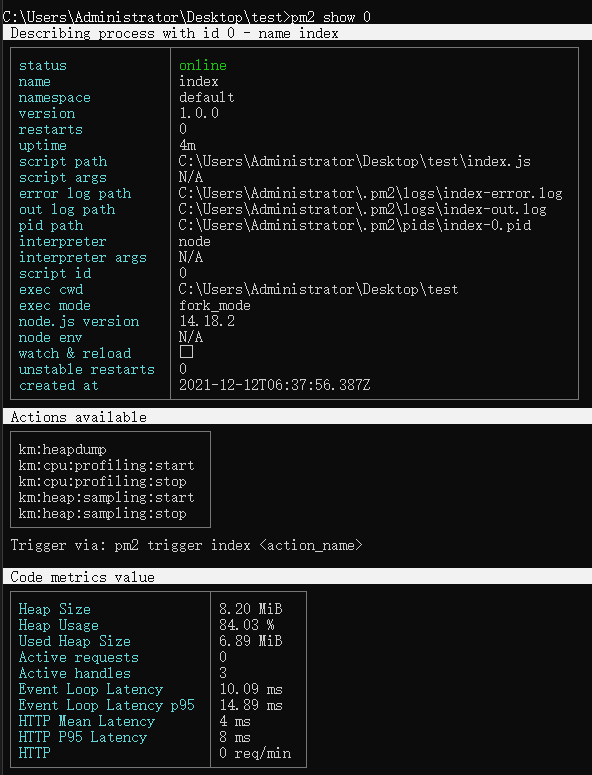 C:\Users\Administrator\Desktop\test>pm2 show 0
Describing process with id 0 - name index
status online
name index
namespace default
version 1.0.0
restarts 0
uptime 4m
script path C:\Users\Administrator\Desktop\test\index.js
script args N/A
error log path C:\Users\Administrator\.pm2\logs\index-error.log
out log path C:\Users\Administrator\.pm2\logs\index-out.log
pid path C:\Users\Administrator\.pm2\pids\index-0.pid
interpreter node
interpreter args N/A
script id 0
exec cwd C:\Users\Administrator\Desktop\test
exec mode fork_mode
node.js version 14.18.2
node env N/A
watch & reload
unstable restarts 0
created at 2021-12-12T06:37:56.387Z
Actions available
km:heapdump
km:cpu:profiling:start
km:cpu:profiling:stop
km:heap:sampling:start
km:heap:sampling:stop
Trigger via: pm2 trigger index <action_name>
Code metrics value
Heap Size 8.20 MiB
Heap Usage 84.03 %
Used Heap Size 6.89 MiB
Active requests 0
Active handles 3
Event Loop Latency 10.09 ms
Event Loop Latency p95 14.89 ms
HTTP Mean Latency 4 ms
HTTP P95 Latency 8 ms
HTTP 0 req/min